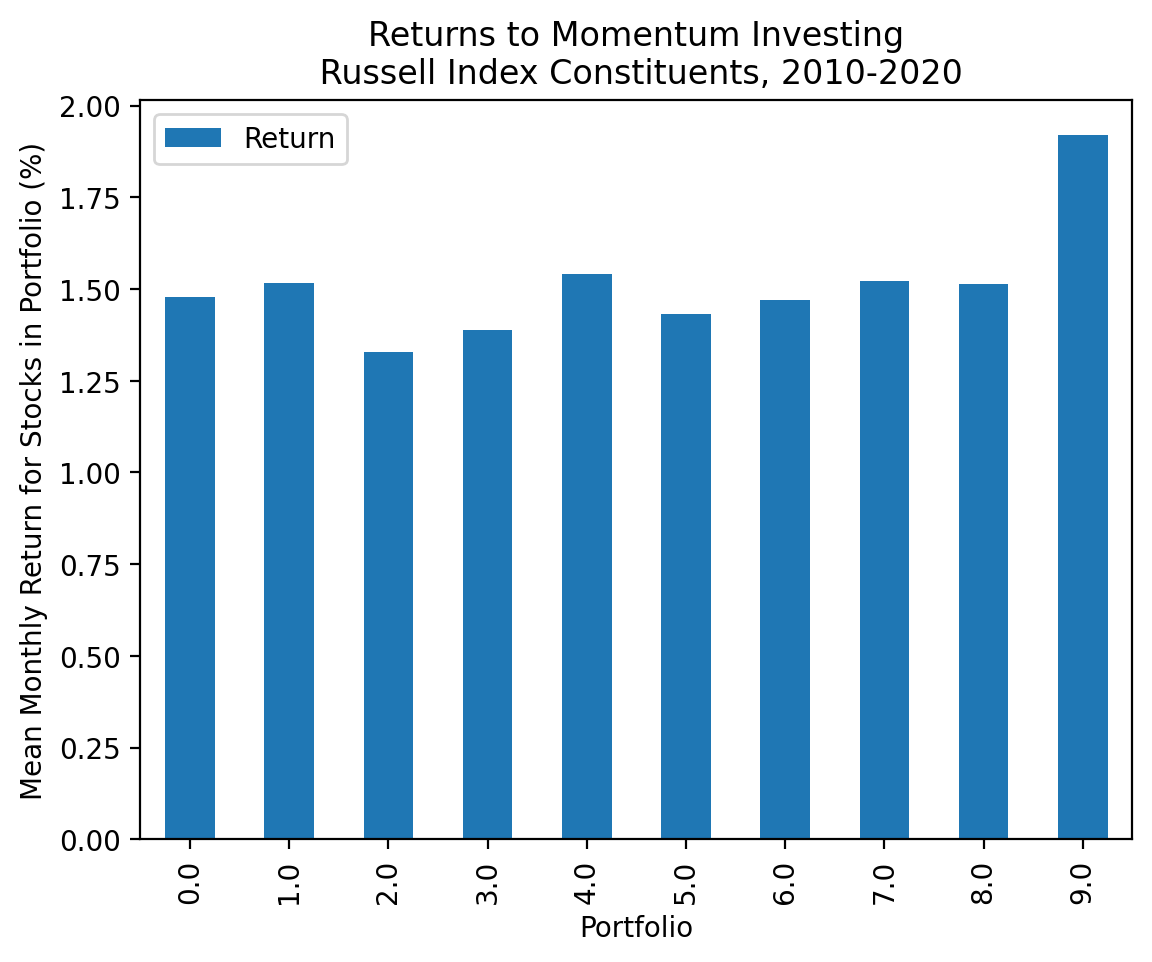 Returns to Momentum Investing
Russell Index Constituents, 2010-2020
Mean Monthly Return for Stocks in Portfolio (%)
2.00
1.75
1.50
1.25
1.00
0.75
0.50
0.25
0.00
Return
0.0 1.0 2.0 3.0 4.0 5.0 6.0 7.0 8.0 9.0
Portfolio